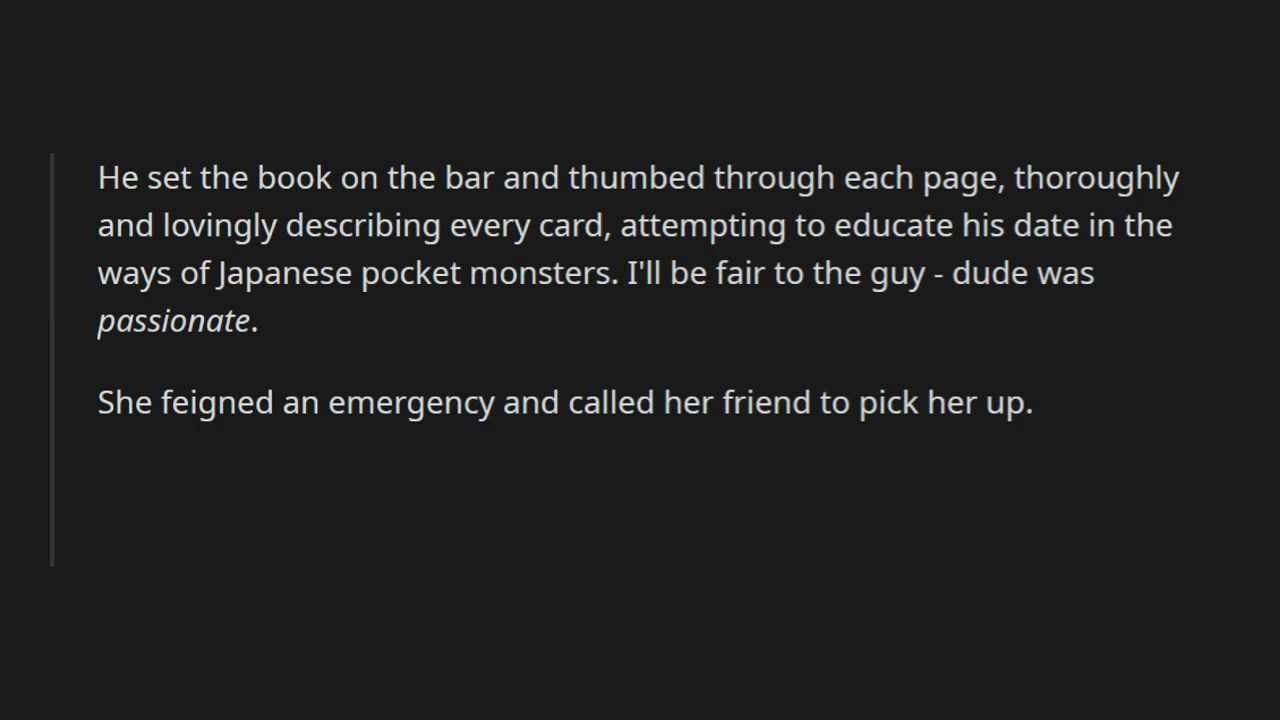 He set the book on the bar and thumbed through each page, thoroughly
and lovingly describing every card, attempting to educate his date in the
ways of Japanese pocket monsters. I'll be fair to the guy - dude was
passionate.
She feigned an emergency and called her friend to pick her up.